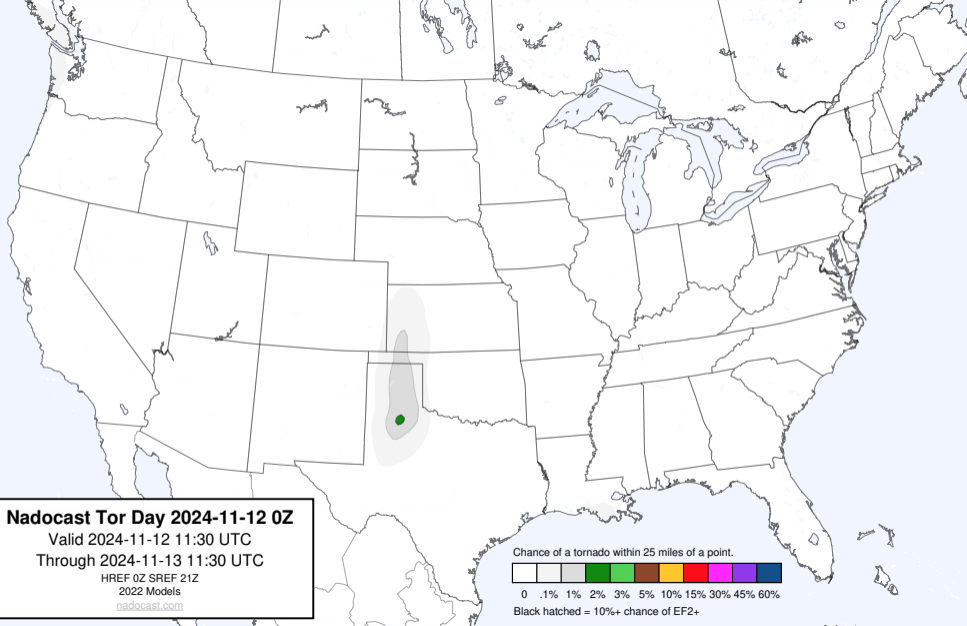 Nadocast Tor Day 2024-11-12 0Z
Valid 2024-11-12 11:30 UTC
Through 2024-11-13 11:30 UTC
HREF 0Z SREF 21Z
2022 Models
nadocast.com
Chance of a tornado within 25 miles of a point.
0 .1% 1% 2% 3% 5% 10% 15% 30% 45% 60%
Black hatched = 10%+ chance of EF2+